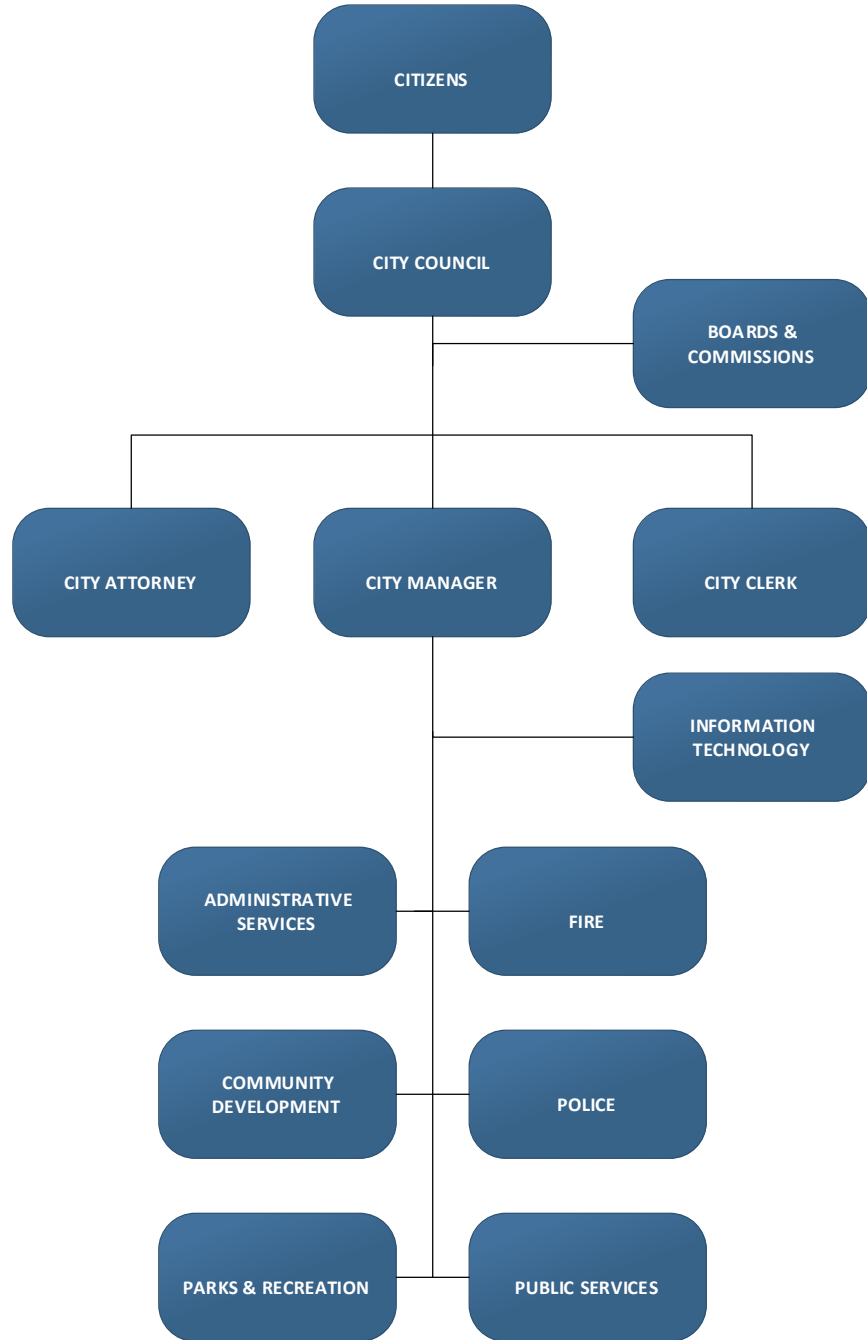 CITIZENS
CITY COUNCIL
BOARDS &
COMMISSIONS
CITY ATTORNEY
CITY MANAGER
CITY CLERK
INFORMATION
TECHNOLOGY
ADMINISTRATIVE
SERVICES
FIRE
COMMUNITY
DEVELOPMENT
POLICE
PARKS & RECREATION
PUBLIC SERVICES